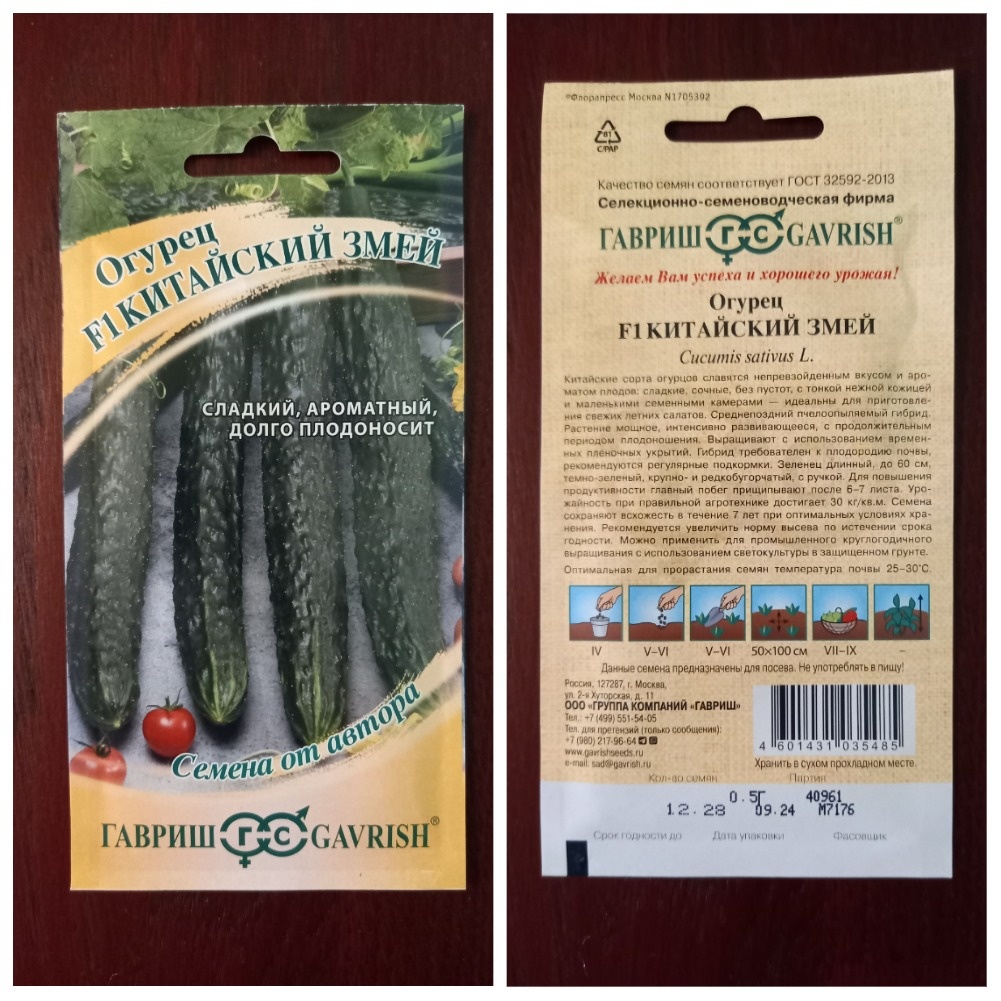 Огурец
F1 КИТАЙСКИЙ ЗМЕЙ
СЛАДКИЙ, АРОМАТНЫЙ,
ДОЛГО ПЛОДОНОСИТ
Семена от автора
ГАВРИШ ГС GAVRISH®
®Флорапресс Москва N1705392
81
C/PAP
Качество семян соответствует ГОСТ 32592-2013
Селекционно-семеноводческая фирма
ГАВРИШ ГС GAVRISH®
Желаем Вам успеха и хорошего урожая!
Огурец
F1 КИТАЙСКИЙ ЗМЕЙ
Cucumis sativus L.
Китайские сорта огурцов славятся непревзойденным вкусом и аро-
матом плодов: сладкие, сочные, без пустот, с тонкой нежной кожицей
и маленькими семенными камерами — идеальны для приготовле-
ния свежих летних салатов. Среднепоздний пчелоопыляемый гибрид.
Растение мощное, интенсивно развивающееся, с продолжительным
периодом плодоношения. Выращивают с использованием времен-
ных плёночных укрытий. Гибрид требователен к плодородию почвы,
рекомендуются регулярные подкормки. Зеленец длинный, до 60 см,
темно-зеленый, крупно- и редкобугорчатый, с ручкой. Для повышения
продуктивности главный побег прищипывают после 6–7 листа. Уро-
жайность при правильной агротехнике достигает 30 кг/кв.м. Семена
сохраняют всхожесть в течение 7 лет при оптимальных условиях хра-
нения. Рекомендуется увеличить норму высева по истечении срока
годности. Можно применить для промышленного круглогодичного
выращивания с использованием светокультуры в защищенном грунте.
Оптимальная для прорастания семян температура почвы 25–30°С.
IV V–VI V–VI 50×100 см VII–IX –
Данные семена предназначены для посева. Не употреблять в пищу!
Россия, 127287, г. Москва,
ул. 2-я Хуторская, д. 11
ООО «ГРУППА КОМПАНИЙ «ГАВРИШ»
Тел.: +7 (499) 551-54-05
Тел. для претензий (только сообщения):
+7 (980) 217-96-64
www.gavrishseeds.ru
e-mail: sad@gavrish.ru
4 601431 035485
Хранить в сухом прохладном месте.
Кол-во семян Партия
0.5Г 40961
12.28 09.24 М7176
Срок годности до Дата упаковки Фасовщик